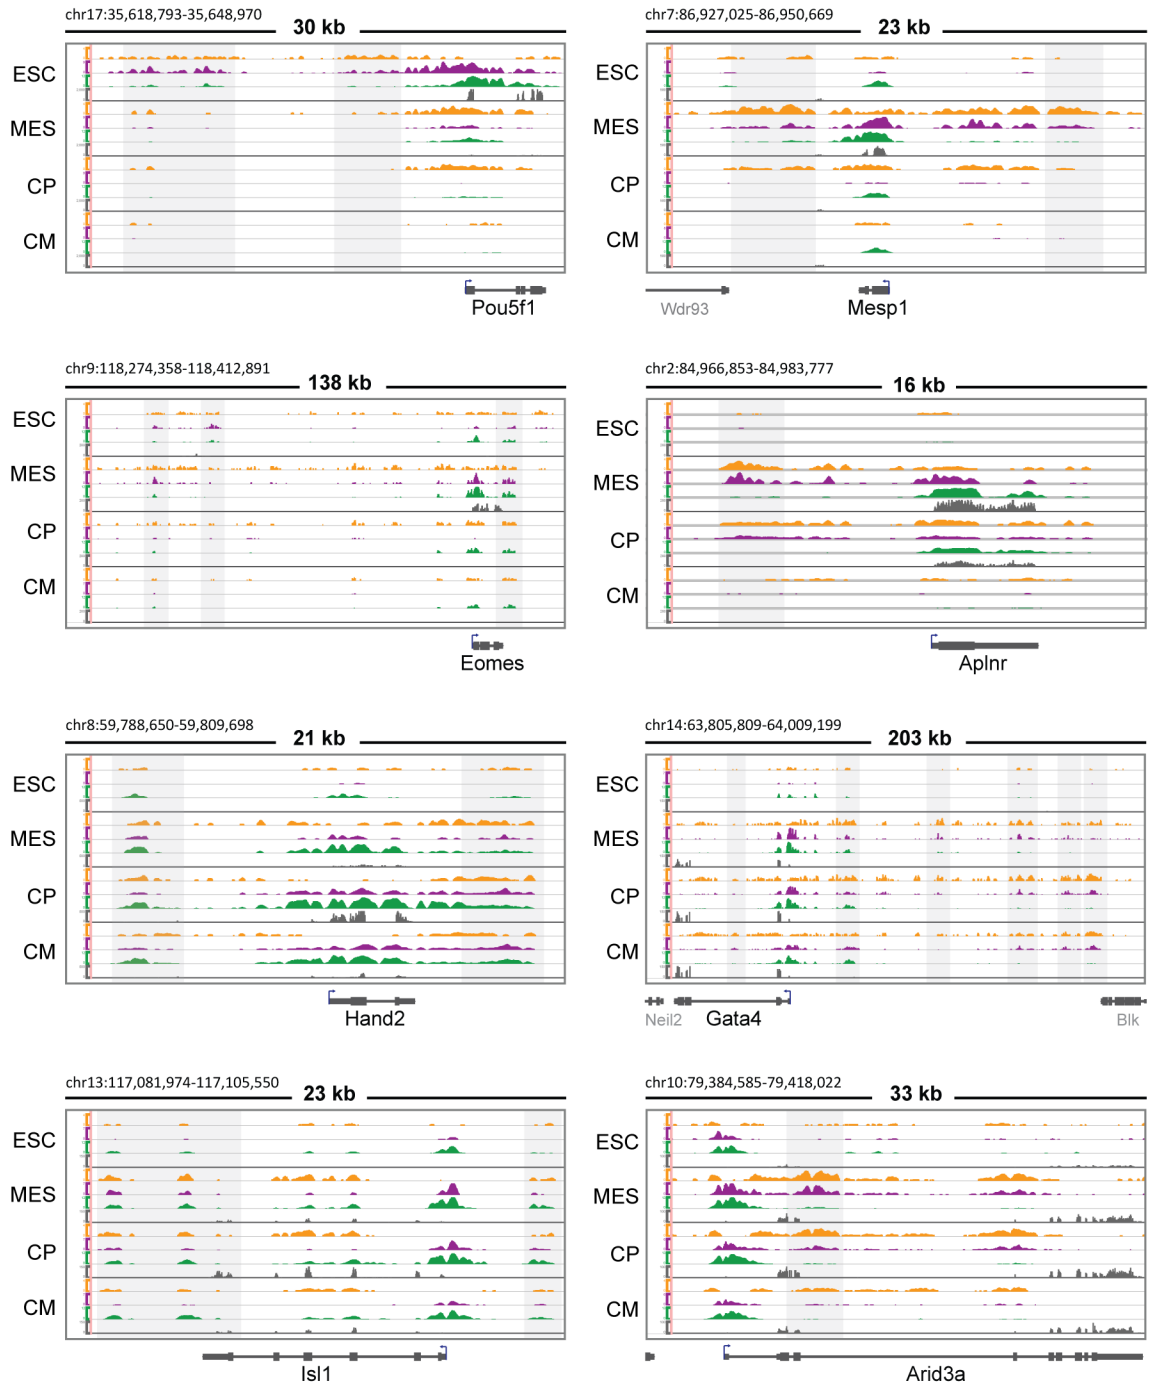 chr17:35,618,793-35,648,970
30 kb
ESC
MES
CP
CM
Pou5f1
chr7:86,927,025-86,950,669
23 kb
ESC
MES
CP
CM
Wdr93
Mesp1
chr9:118,274,358-118,412,891
138 kb
ESC
MES
CP
CM
Eomes
chr2:84,966,853-84,983,777
16 kb
ESC
MES
CP
CM
Aplnr
chr8:59,788,650-59,809,698
21 kb
ESC
MES
CP
CM
Hand2
chr14:63,805,809-64,009,199
203 kb
ESC
MES
CP
CM
Neil2
Gata4
Blk
chr13:117,081,974-117,105,550
23 kb
ESC
MES
CP
CM
Isl1
chr10:79,384,585-79,418,022
33 kb
ESC
MES
CP
CM
Arid3a